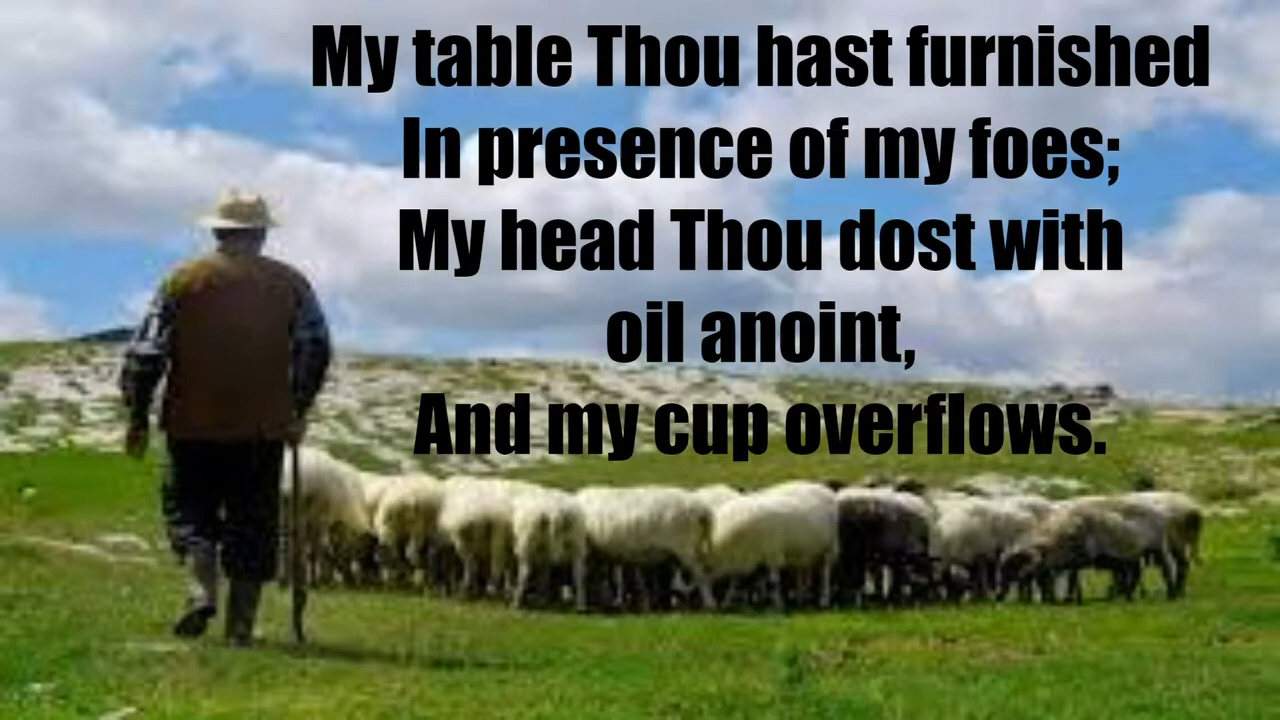 My table Thou hast furnished
In presence of my foes;
My head Thou dost with
oil anoint,
And my cup overflows.